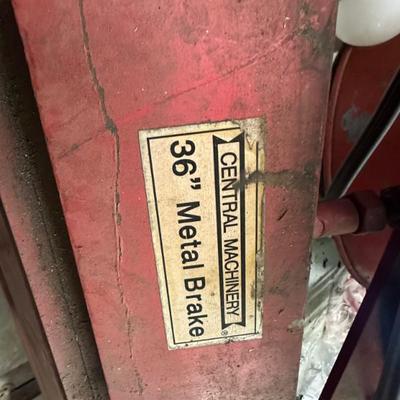 CENTRAL MACHINERY®
36” Metal Brake